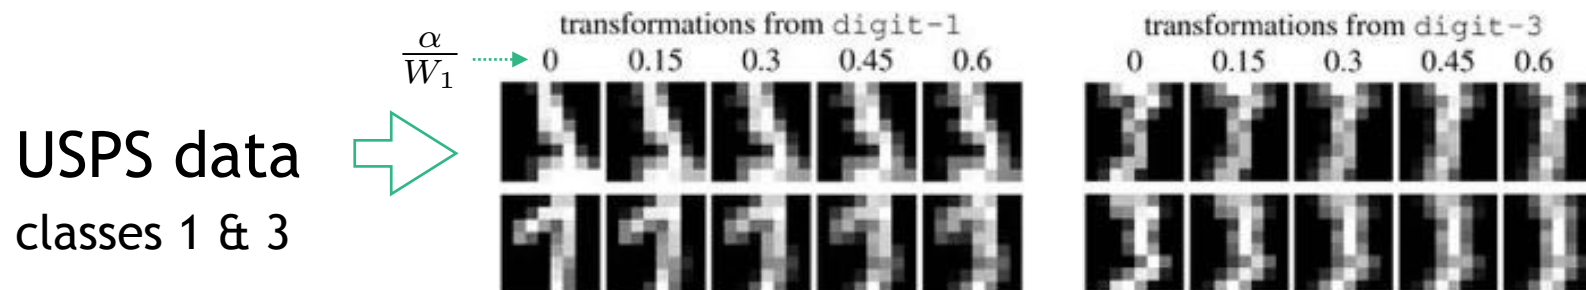 transformations from digit-1
α/W₁ 0 0.15 0.3 0.45 0.6
transformations from digit-3
0 0.15 0.3 0.45 0.6
USPS data
classes 1 & 3